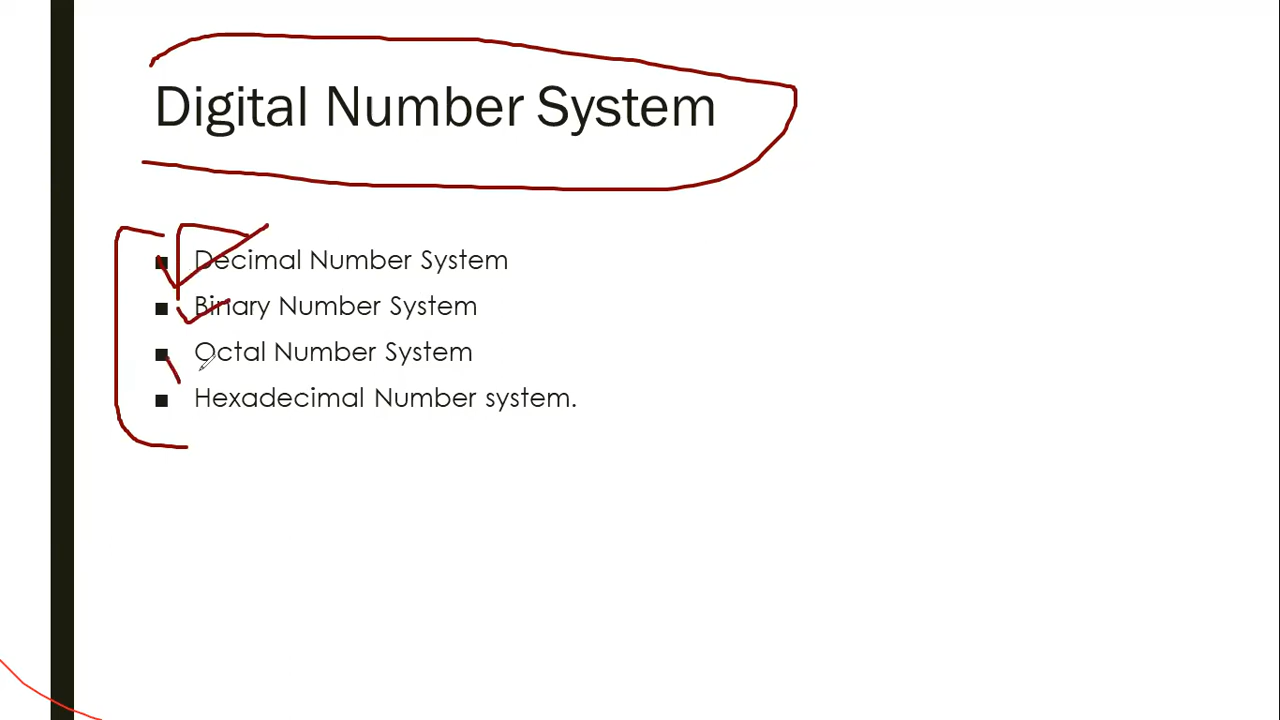 Digital Number System
Decimal Number System
Binary Number System
Octal Number System
Hexadecimal Number system.